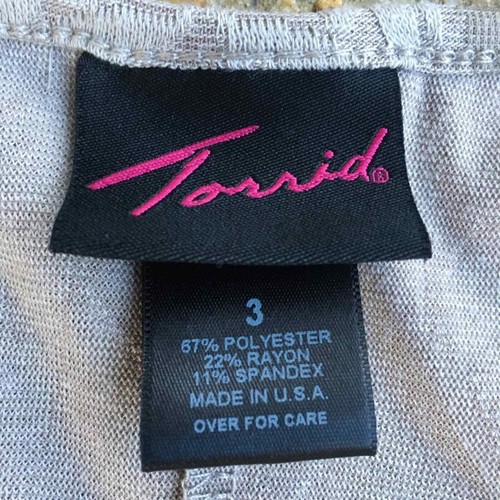 Torrid®
3
67% POLYESTER
22% RAYON
11% SPANDEX
MADE IN U.S.A.
OVER FOR CARE